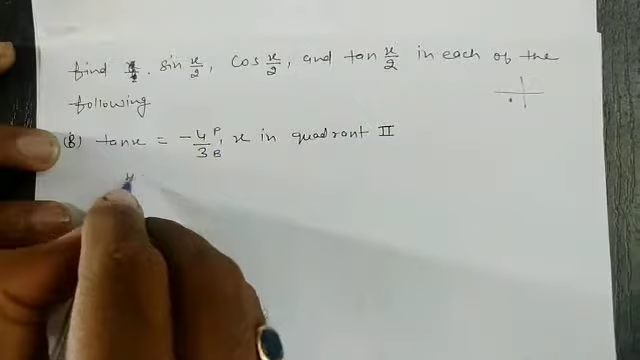 find . sin x/2, cos x/2, and tan x/2 in each of the
following
(8) tanx = -4/3 P B, x in quadrant II
x